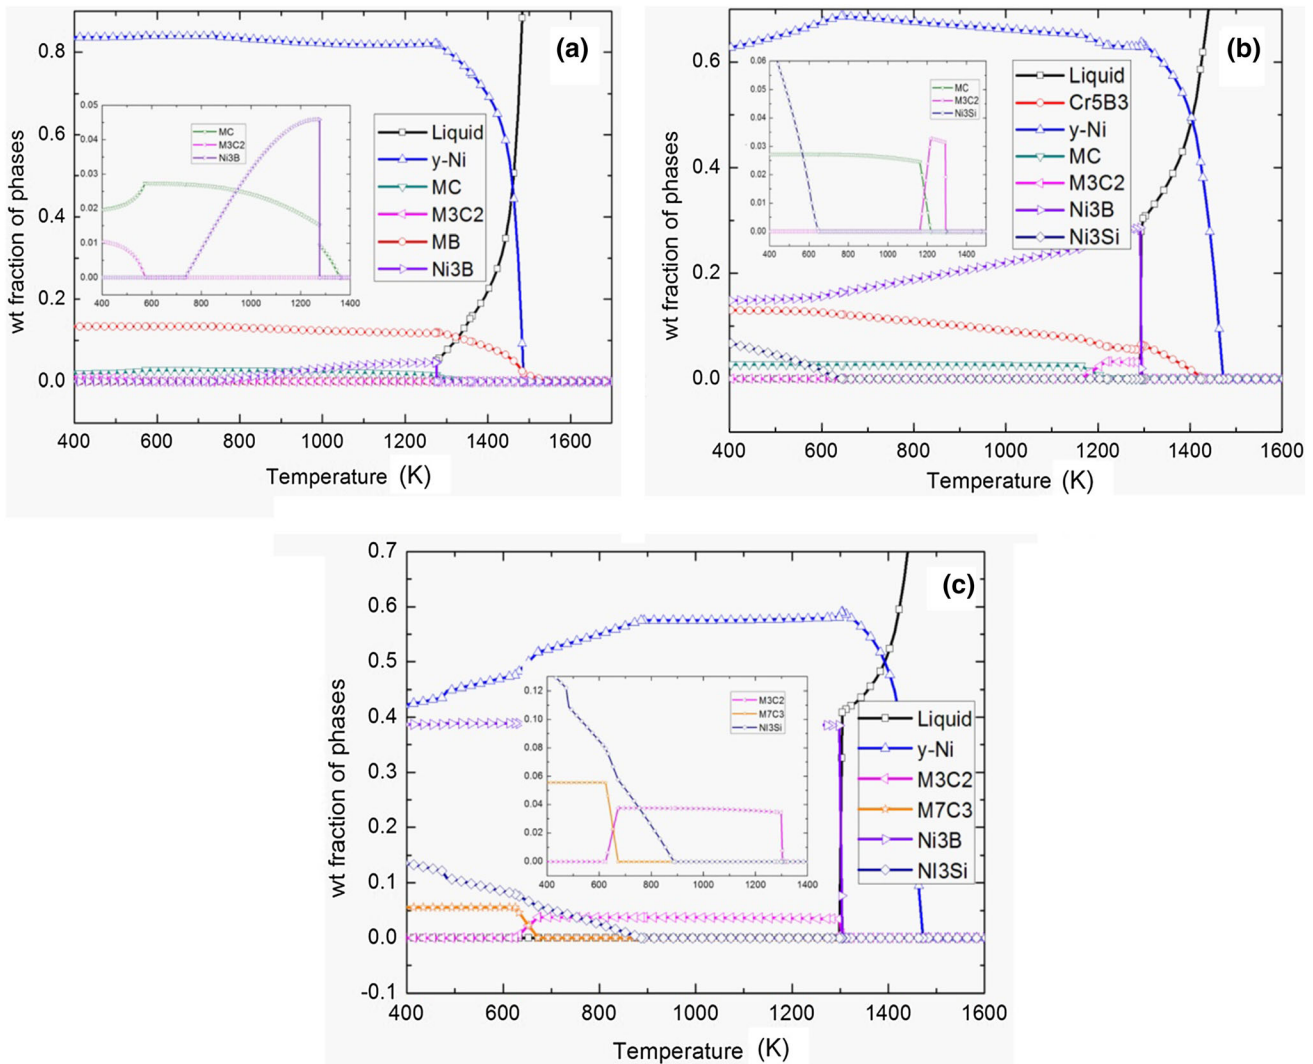 (a)
wt fraction of phases
0.8
0.6
0.4
0.2
0.0
400 600 800 1000 1200 1400 1600
Temperature (K)
Liquid
y-Ni
MC
M3C2
MB
Ni3B
0.05
0.04
0.03
0.02
0.01
0.00
400 600 800 1000 1200 1400
MC
M3C2
Ni3B
(b)
wt fraction of phases
0.6
0.4
0.2
0.0
400 600 800 1000 1200 1400 1600
Temperature (K)
Liquid
Cr5B3
y-Ni
MC
M3C2
Ni3B
Ni3Si
0.06
0.05
0.04
0.03
0.02
0.01
0.00
400 600 800 1000 1200 1400
MC
M3C2
Ni3Si
(c)
wt fraction of phases
0.7
0.6
0.5
0.4
0.3
0.2
0.1
0.0
-0.1
400 600 800 1000 1200 1400 1600
Temperature (K)
Liquid
y-Ni
M3C2
M7C3
Ni3B
NI3Si
0.12
0.10
0.08
0.06
0.04
0.02
0.00
400 600 800 1000 1200 1400
M3C2
M7C3
NI3Si